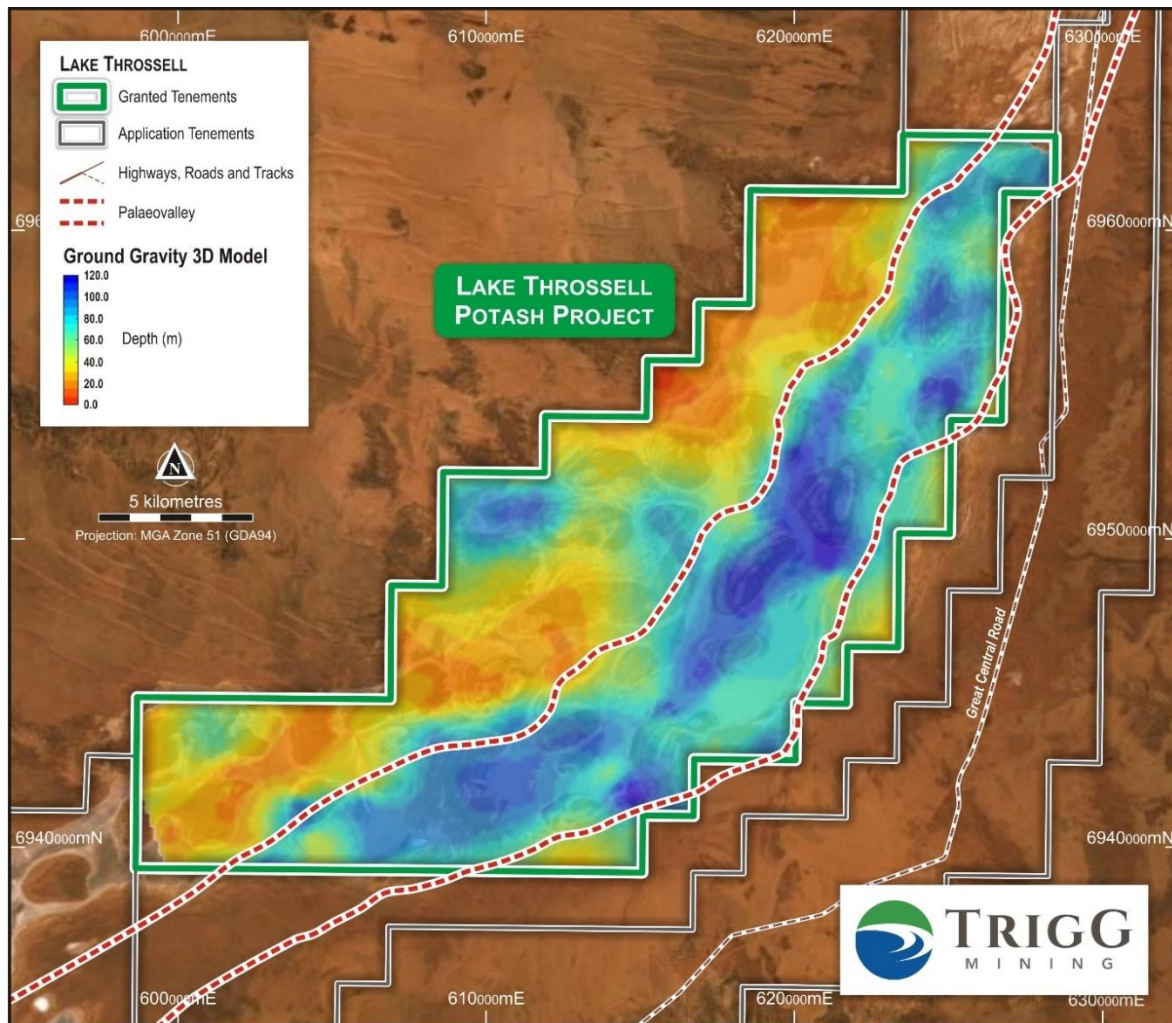 600000mE
610000mE
620000mE
630000mE
LAKE THROSSELL
Granted Tenements
Application Tenements
Highways, Roads and Tracks
Palaeovalley
Ground Gravity 3D Model
120.0
100.0
80.0
60.0
40.0
20.0
0.0
Depth (m)
696
6960000mN
LAKE THROSSELL
POTASH PROJECT
N
5 kilometres
Projection: MGA Zone 51 (GDA94)
6950000mN
Great Central Road
6940000mN
6940000mN
TRIGG
MINING
600000mE
610000mE
620000mE
630000mE